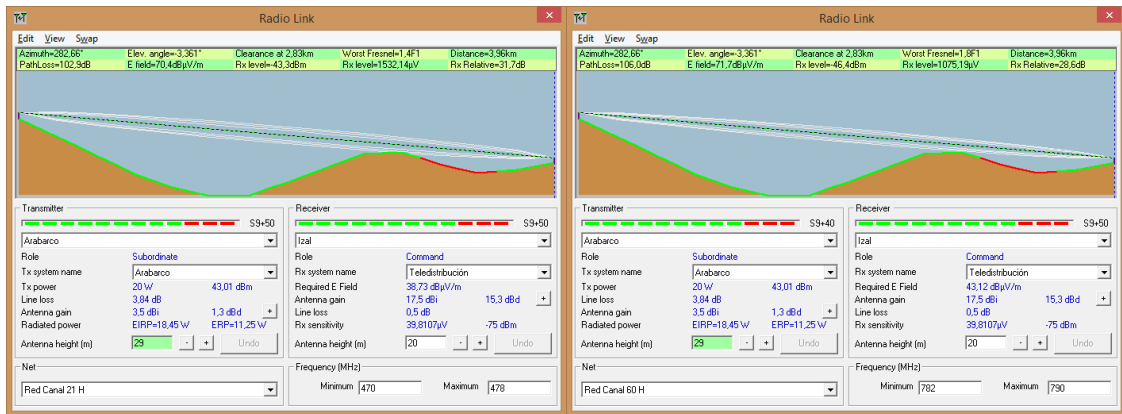 Radio Link
Edit View Swap
Azimuth=282,66° Elev. angle=-3,361° Clearance at 2,83km Worst Fresnel=1,4F1 Distance=3,96km
PathLoss=102,9dB E field=70,4dBµV/m Rx level=-43,3dBm Rx level=1532,14µV Rx Relative=31,7dB
Transmitter
S9+50
Arabarco
Role Subordinate
Tx system name Arabarco
Tx power 20 W 43,01 dBm
Line loss 3,84 dB
Antenna gain 3,5 dBi 1,3 dBd +
Radiated power EIRP=18,45 W ERP=11,25 W
Antenna height (m) 29 - + Undo
Receiver
S9+50
Izal
Role Command
Rx system name Teledistribución
Required E Field 38,73 dBµV/m
Antenna gain 17,5 dBi 15,3 dBd +
Line loss 0,5 dB
Rx sensitivity 39,8107µV -75 dBm
Antenna height (m) 20 - + Undo
Net
Red Canal 21 H
Frequency (MHz)
Minimum 470 Maximum 478
Radio Link
Edit View Swap
Azimuth=282,66° Elev. angle=-3,361° Clearance at 2,83km Worst Fresnel=1,8F1 Distance=3,96km
PathLoss=106,0dB E field=71,7dBµV/m Rx level=-46,4dBm Rx level=1075,19µV Rx Relative=28,6dB
Transmitter
S9+40
Arabarco
Role Subordinate
Tx system name Arabarco
Tx power 20 W 43,01 dBm
Line loss 3,84 dB
Antenna gain 3,5 dBi 1,3 dBd +
Radiated power EIRP=18,45 W ERP=11,25 W
Antenna height (m) 29 - + Undo
Receiver
S9+50
Izal
Role Command
Rx system name Teledistribución
Required E Field 43,12 dBµV/m
Antenna gain 17,5 dBi 15,3 dBd +
Line loss 0,5 dB
Rx sensitivity 39,8107µV -75 dBm
Antenna height (m) 20 - + Undo
Net
Red Canal 60 H
Frequency (MHz)
Minimum 782 Maximum 790